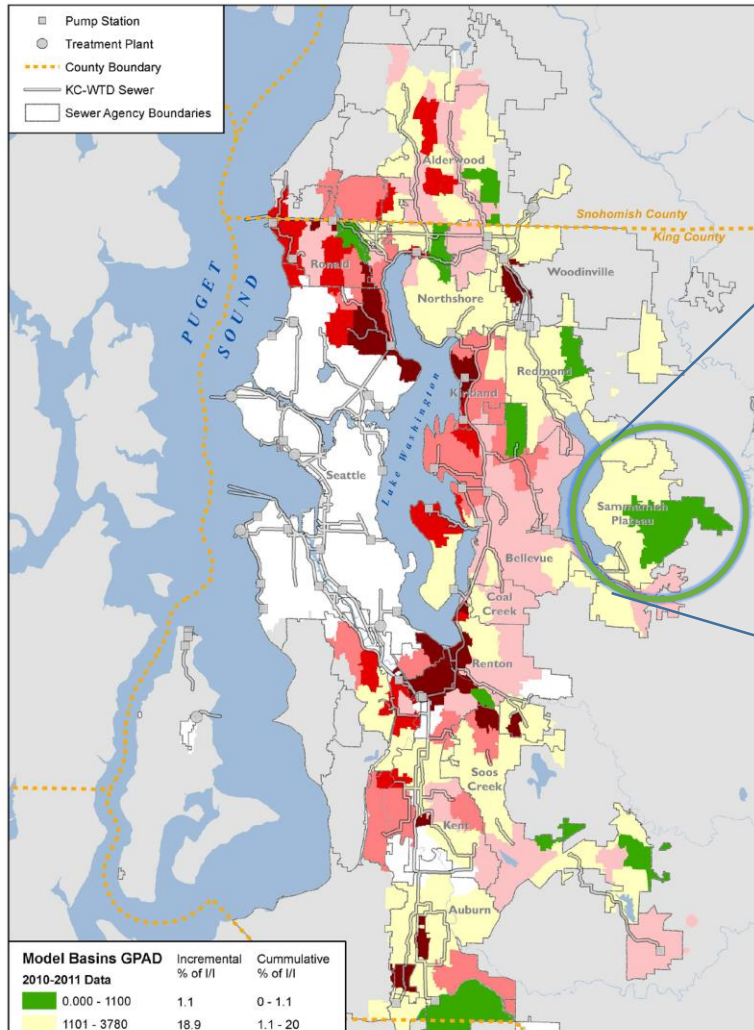 Pump Station
Treatment Plant
County Boundary
KC-WTD Sewer
Sewer Agency Boundaries
Alderwood
Snohomish County
King County
Ronald
Woodinville
Northshore
PUGET SOUND
Redmond
Kirkland
Lake Washington
Seattle
Sammamish
Plateau
Bellevue
Coal
Creek
Renton
Soos
Creek
Kent
Auburn
Model Basins GPAD Incremental Cummulative
2010-2011 Data % of I/I % of I/I
0.000 - 1100 1.1 0 - 1.1
1101 - 3780 18.9 1.1 - 20